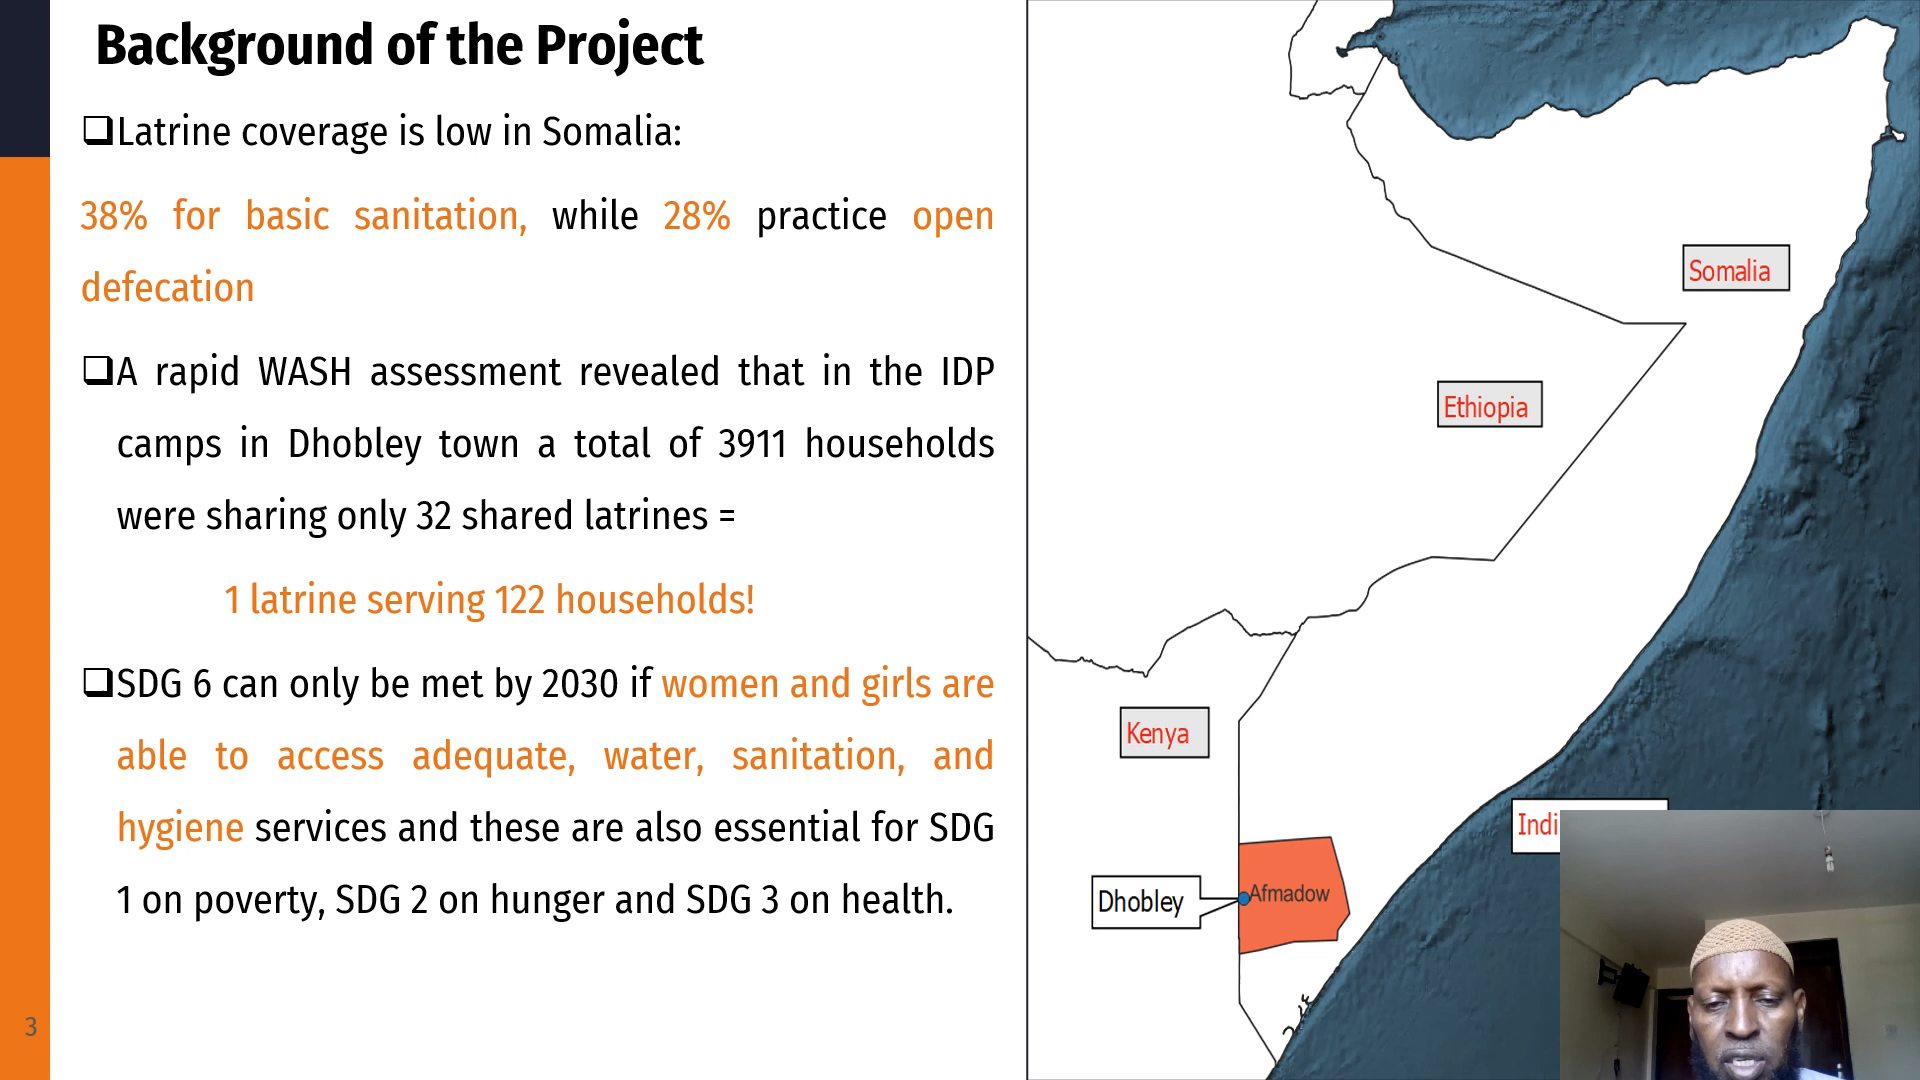 Background of the Project
❑Latrine coverage is low in Somalia:
38% for basic sanitation, while 28% practice open
defecation
❑A rapid WASH assessment revealed that in the IDP
camps in Dhobley town a total of 3911 households
were sharing only 32 shared latrines =
1 latrine serving 122 households!
❑SDG 6 can only be met by 2030 if women and girls are
able to access adequate, water, sanitation, and
hygiene services and these are also essential for SDG
1 on poverty, SDG 2 on hunger and SDG 3 on health.
3
Somalia
Ethiopia
Kenya
Indi
Dhobley
Afmadow